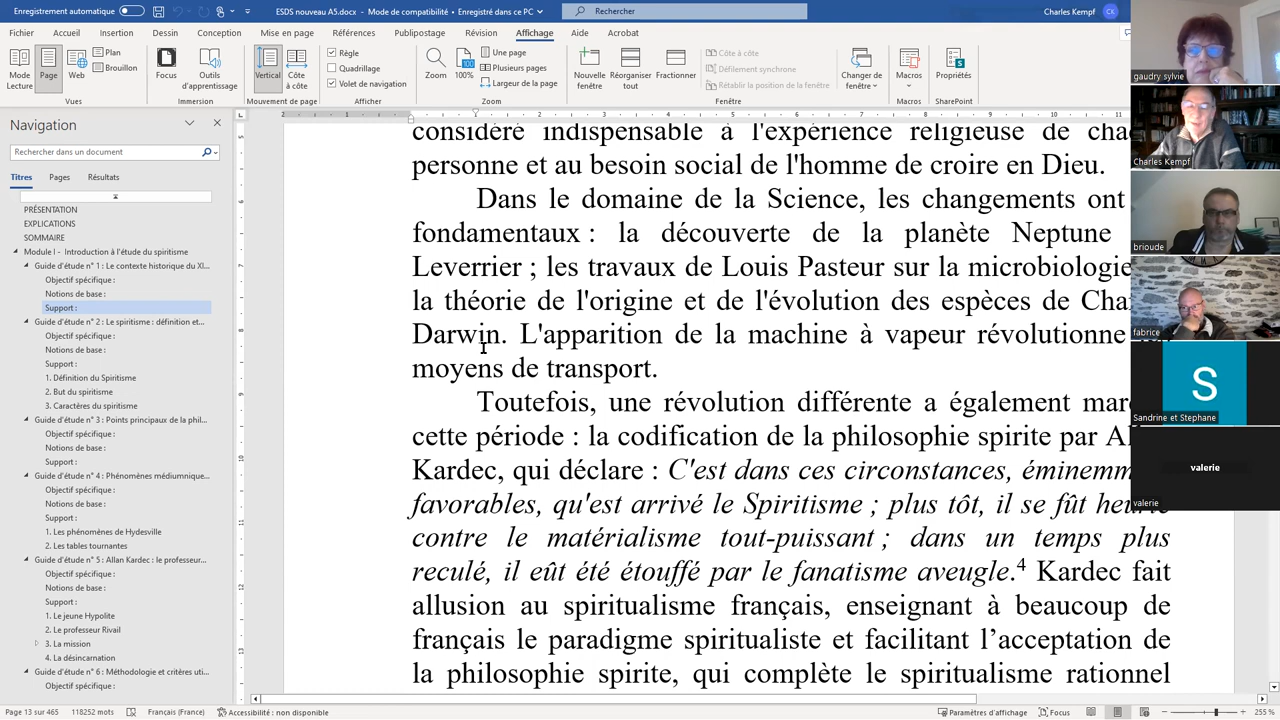 Enregistrement automatique
ESDS nouveau A5.docx - Mode de compatibilité • Enregistré dans ce PC
Rechercher
Charles Kempf
CK
Fichier
Accueil
Insertion
Dessin
Conception
Mise en page
Références
Publipostage
Révision
Affichage
Aide
Acrobat
Mode Lecture
Page
Web
Plan
Brouillon
Vues
Focus
Outils d'apprentissage
Immersion
Vertical
Côte à côte
Mouvement de page
Règle
Quadrillage
Volet de navigation
Afficher
Zoom
100%
Une page
Plusieurs pages
Largeur de la page
Zoom
Nouvelle fenêtre
Réorganiser tout
Fractionner
Côte à côte
Défilement synchrone
Rétablir la position de la fenêtre
Fenêtre
Changer de fenêtre
Macros
Macros
Propriétés
SharePoint
Navigation
Rechercher dans un document
Titres
Pages
Résultats
PRÉSENTATION
EXPLICATIONS
SOMMAIRE
Module I - Introduction à l'étude du spiritisme
Guide d'étude n° 1 : Le contexte historique du XI...
Objectif spécifique :
Notions de base :
Support :
Guide d'étude n° 2 : Le spiritisme : définition et...
Objectif spécifique :
Notions de base :
Support :
1. Définition du Spiritisme
2. But du spiritisme
3. Caractères du spiritisme
Guide d'étude n° 3 : Points principaux de la phil...
Objectif spécifique :
Notions de base :
Support :
Guide d'étude n° 4 : Phénomènes médiumnique...
Objectif spécifique :
Notions de base :
Support :
1. Les phénomènes de Hydesville
2. Les tables tournantes
Guide d'étude n° 5 : Allan Kardec : le professeur...
Objectif spécifique :
Notions de base :
Support :
1. Le jeune Hypolite
2. Le professeur Rivail
3. La mission
4. La désincarnation
Guide d'étude n° 6 : Méthodologie et critères uti...
Objectif spécifique :
considéré indispensable à l'expérience religieuse de cha
personne et au besoin social de l'homme de croire en Dieu.
Dans le domaine de la Science, les changements ont
fondamentaux : la découverte de la planète Neptune
Leverrier ; les travaux de Louis Pasteur sur la microbiologie
la théorie de l'origine et de l'évolution des espèces de Cha
Darwin. L'apparition de la machine à vapeur révolutionne
moyens de transport.
Toutefois, une révolution différente a également mar
cette période : la codification de la philosophie spirite par Al
Kardec, qui déclare : C'est dans ces circonstances, éminemm
favorables, qu'est arrivé le Spiritisme ; plus tôt, il se fût heurté
contre le matérialisme tout-puissant ; dans un temps plus
reculé, il eût été étouffé par le fanatisme aveugle.4 Kardec fait
allusion au spiritualisme français, enseignant à beaucoup de
français le paradigme spiritualiste et facilitant l’acceptation de
la philosophie spirite, qui complète le spiritualisme rationnel
gaudry sylvie
Charles Kempf
brioude
fabrice
S
Sandrine et Stephane
valerie
valerie
Page 13 sur 465
118252 mots
Français (France)
Accessibilité : non disponible
Paramètres d'affichage
Focus
255 %